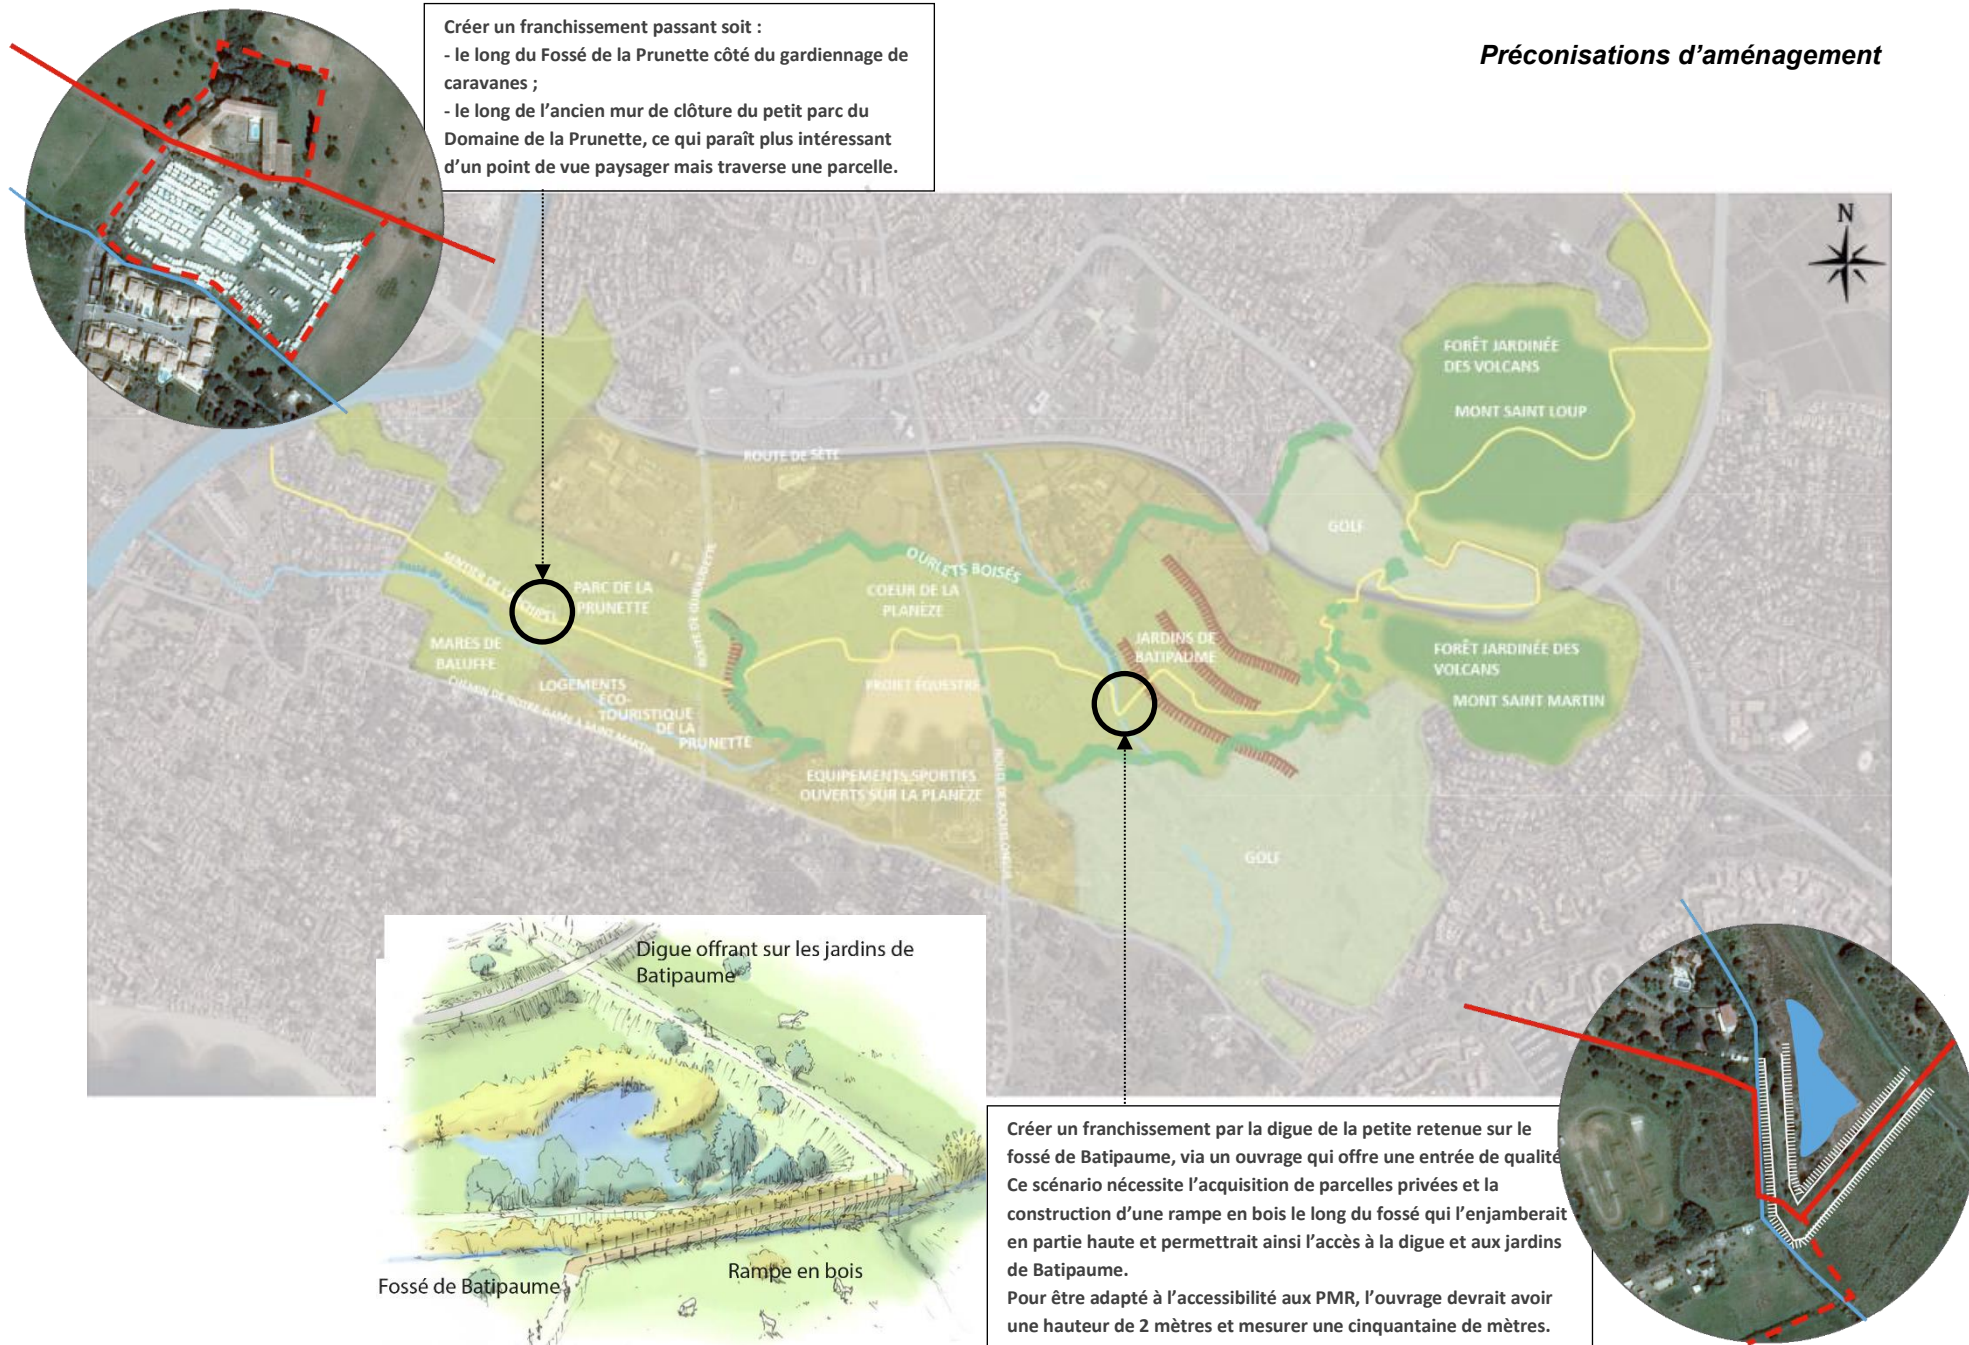 Créer un franchissement passant soit :
- le long du Fossé de la Prunette côté du gardiennage de
caravanes ;
- le long de l’ancien mur de clôture du petit parc du
Domaine de la Prunette, ce qui paraît plus intéressant
d’un point de vue paysager mais traverse une parcelle.
Préconisations d’aménagement
N
FORÊT JARDINÉE
DES VOLCANS
MONT SAINT LOUP
ROUTE DE SÈTE
GOLF
OURLETS BOISÉS
SENTIER DE
PARC DE LA
PRUNETTE
COEUR DE LA
PLANÈZE
MARES DE
BALUFFE
JARDINS DE
BATIPAUME
FORÊT JARDINÉE DES
VOLCANS
MONT SAINT MARTIN
LOGEMENTS
ÉCO-
TOURISTIQUE
DE LA
PRUNETTE
PROJET ÉQUESTRE
CHEMIN DE NOTRE DAME À SAINT MARTIN
EQUIPEMENTS SPORTIFS
OUVERTS SUR LA PLANÈZE
GOLF
Digue offrant sur les jardins de
Batipaume
Fossé de Batipaume
Rampe en bois
Créer un franchissement par la digue de la petite retenue sur le
fossé de Batipaume, via un ouvrage qui offre une entrée de qualité
Ce scénario nécessite l’acquisition de parcelles privées et la
construction d’une rampe en bois le long du fossé qui l’enjamberait
en partie haute et permettrait ainsi l’accès à la digue et aux jardins
de Batipaume.
Pour être adapté à l’accessibilité aux PMR, l’ouvrage devrait avoir
une hauteur de 2 mètres et mesurer une cinquantaine de mètres.